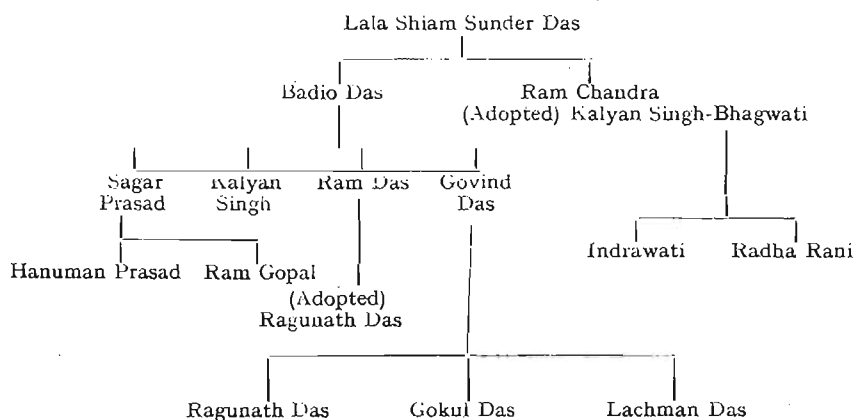 Lala Shiam Sunder Das
Badio Das Ram Chandra
(Adopted) Kalyan Singh-Bhagwati
Sagar Kalyan Ram Das Govind
Prasad Singh Das
Indrawati Radha Rani
Hanuman Prasad Ram Gopal
(Adopted)
Ragunath Das
Ragunath Das Gokul Das Lachman Das